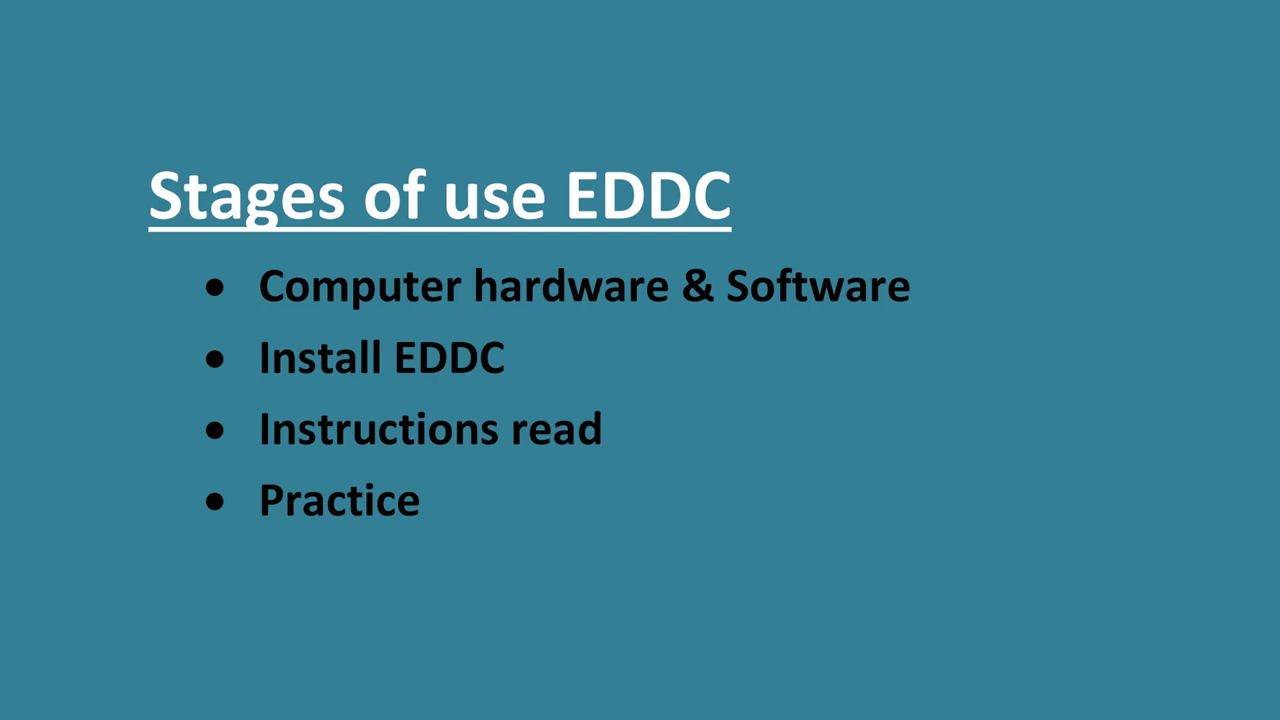 Stages of use EDDC
• Computer hardware & Software
• Install EDDC
• Instructions read
• Practice